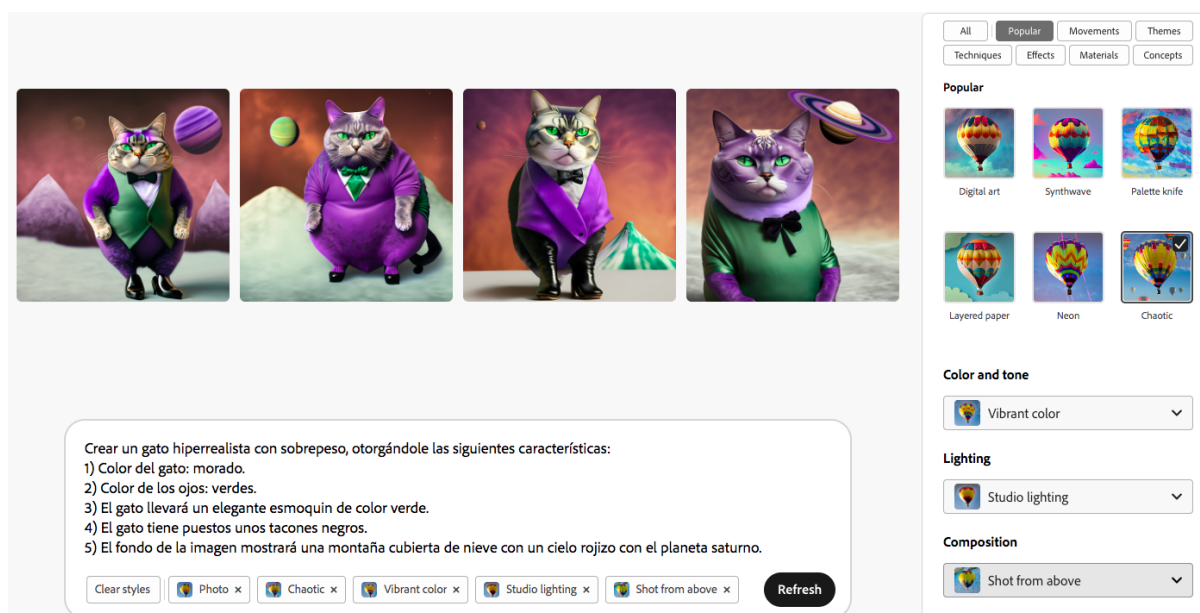 All
Popular
Movements
Themes
Techniques
Effects
Materials
Concepts
Popular
Digital art
Synthwave
Palette knife
Layered paper
Neon
Chaotic
Color and tone
Vibrant color
Lighting
Studio lighting
Composition
Shot from above
Crear un gato hiperrealista con sobrepeso, otorgándole las siguientes características:
1) Color del gato: morado.
2) Color de los ojos: verdes.
3) El gato llevará un elegante esmoquin de color verde.
4) El gato tiene puestos unos tacones negros.
5) El fondo de la imagen mostrará una montaña cubierta de nieve con un cielo rojizo con el planeta saturno.
Clear styles
Photo ×
Chaotic ×
Vibrant color ×
Studio lighting ×
Shot from above ×
Refresh